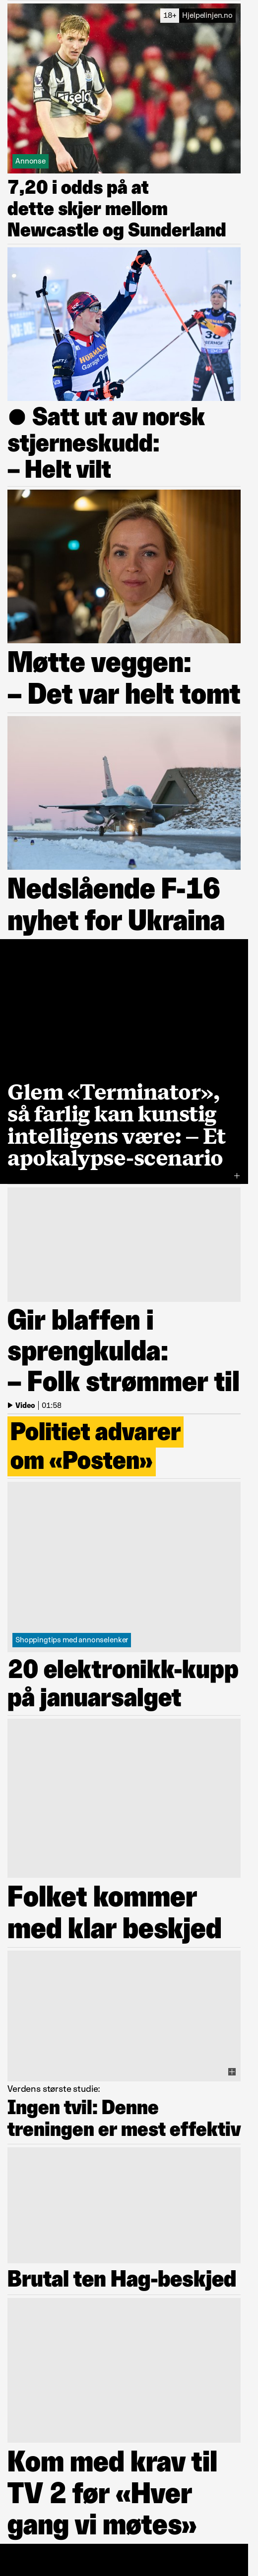 18+ Hjelpelinjen.no
Annonse
7,20 i odds på at
dette skjer mellom
Newcastle og Sunderland
● Satt ut av norsk
stjerneskudd:
– Helt vilt
Møtte veggen:
– Det var helt tomt
Nedslående F-16
nyhet for Ukraina
Glem «Terminator»,
så farlig kan kunstig
intelligens være: – Et
apokalypse-scenario
Gir blaffen i
sprengkulda:
– Folk strømmer til
Video | 01:58
Politiet advarer
om «Posten»
Shoppingtips med annonselenker
20 elektronikk-kupp
på januarsalget
Folket kommer
med klar beskjed
Verdens største studie:
Ingen tvil: Denne
treningen er mest effektiv
Brutal ten Hag-beskjed
Kom med krav til
TV 2 før «Hver
gang vi møtes»